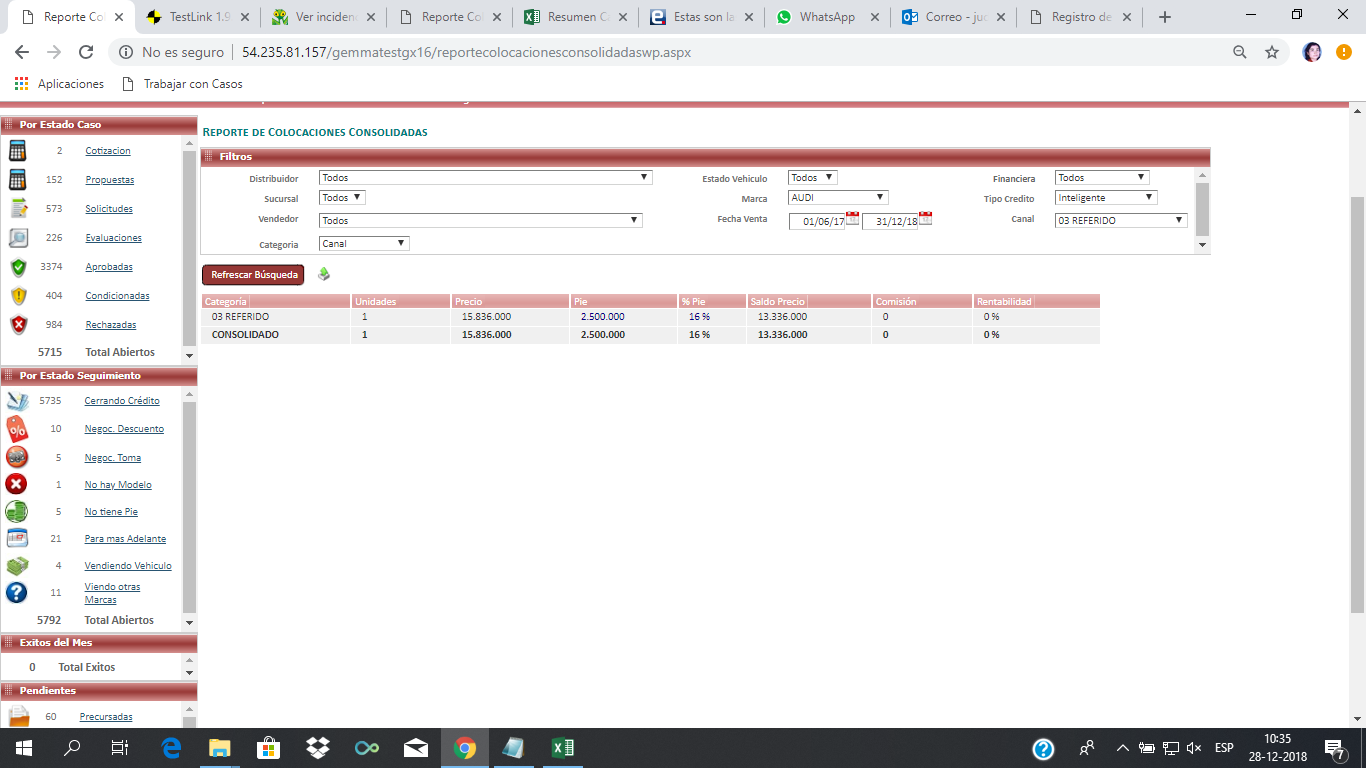 Reporte Co
TestLink 1.9
Ver inciden
Reporte Co
Resumen C
Estas son la
WhatsApp
Correo - juc
Registro de
No es seguro
54.235.81.157/gemmatestgx16/reportecolocacionesconsolidadaswp.aspx
Aplicaciones
Trabajar con Casos
Por Estado Caso
2 Cotizacion
152 Propuestas
573 Solicitudes
226 Evaluaciones
3374 Aprobadas
404 Condicionadas
984 Rechazadas
5715 Total Abiertos
Por Estado Seguimiento
5735 Cerrando Crédito
10 Negoc. Descuento
5 Negoc. Toma
1 No hay Modelo
5 No tiene Pie
21 Para mas Adelante
4 Vendiendo Vehiculo
11 Viendo otras
Marcas
5792 Total Abiertos
Exitos del Mes
0 Total Exitos
Pendientes
60 Precursadas
Reporte de Colocaciones Consolidadas
Filtros
Distribuidor Todos Estado Vehiculo Todos Financiera Todos
Sucursal Todos Marca AUDI Tipo Credito Inteligente
Vendedor Todos Fecha Venta 01/06/17 31/12/18 Canal 03 REFERIDO
Categoria Canal
Refrescar Búsqueda
Categoría Unidades Precio Pie % Pie Saldo Precio Comisión Rentabilidad
03 REFERIDO 1 15.836.000 2.500.000 16 % 13.336.000 0 0 %
CONSOLIDADO 1 15.836.000 2.500.000 16 % 13.336.000 0 0 %
ESP
10:35
28-12-2018
7